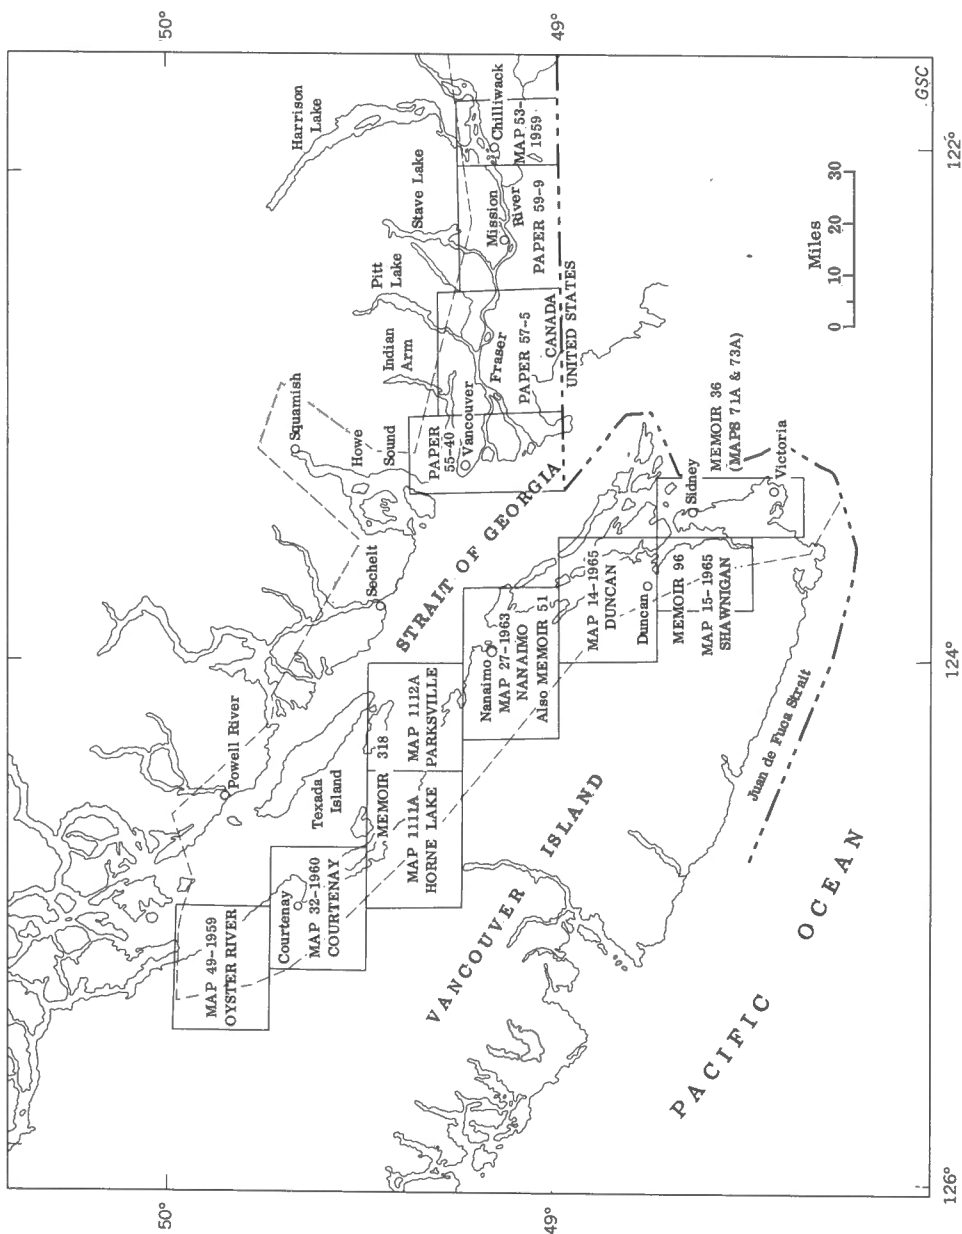 50°
49°
Harrison
Lake
Stave Lake
Pitt
Lake
Indian
Arm
Squamish
Howe
Sound
Sechelt
Powell River
Texada
Island
STRAIT OF GEORGIA
Chilliwack
MAP 53-
1959
Mission
River
PAPER 59-9
Fraser
PAPER 57-5
CANADA
UNITED STATES
PAPER
55-40
Vancouver
MAP 49-1959
OYSTER RIVER
Courtenay
MAP 32-1960
COURTENAY
MEMOIR 318
MAP 1111A
HORNE LAKE
MAP 1112A
PARKSVILLE
Nanaimo
MAP 27-1963
NANAIMO
Also MEMOIR 51
MAP 14-1965
DUNCAN
Duncan
MEMOIR 96
MAP 15-1965
SHAWNIGAN
Sidney
MEMOIR 36
(MAPS 71A & 73A)
Victoria
VANCOUVER ISLAND
Juan de Fuca Strait
PACIFIC OCEAN
Miles
0 10 20 30
GSC
50°
49°
126°
124°
122°